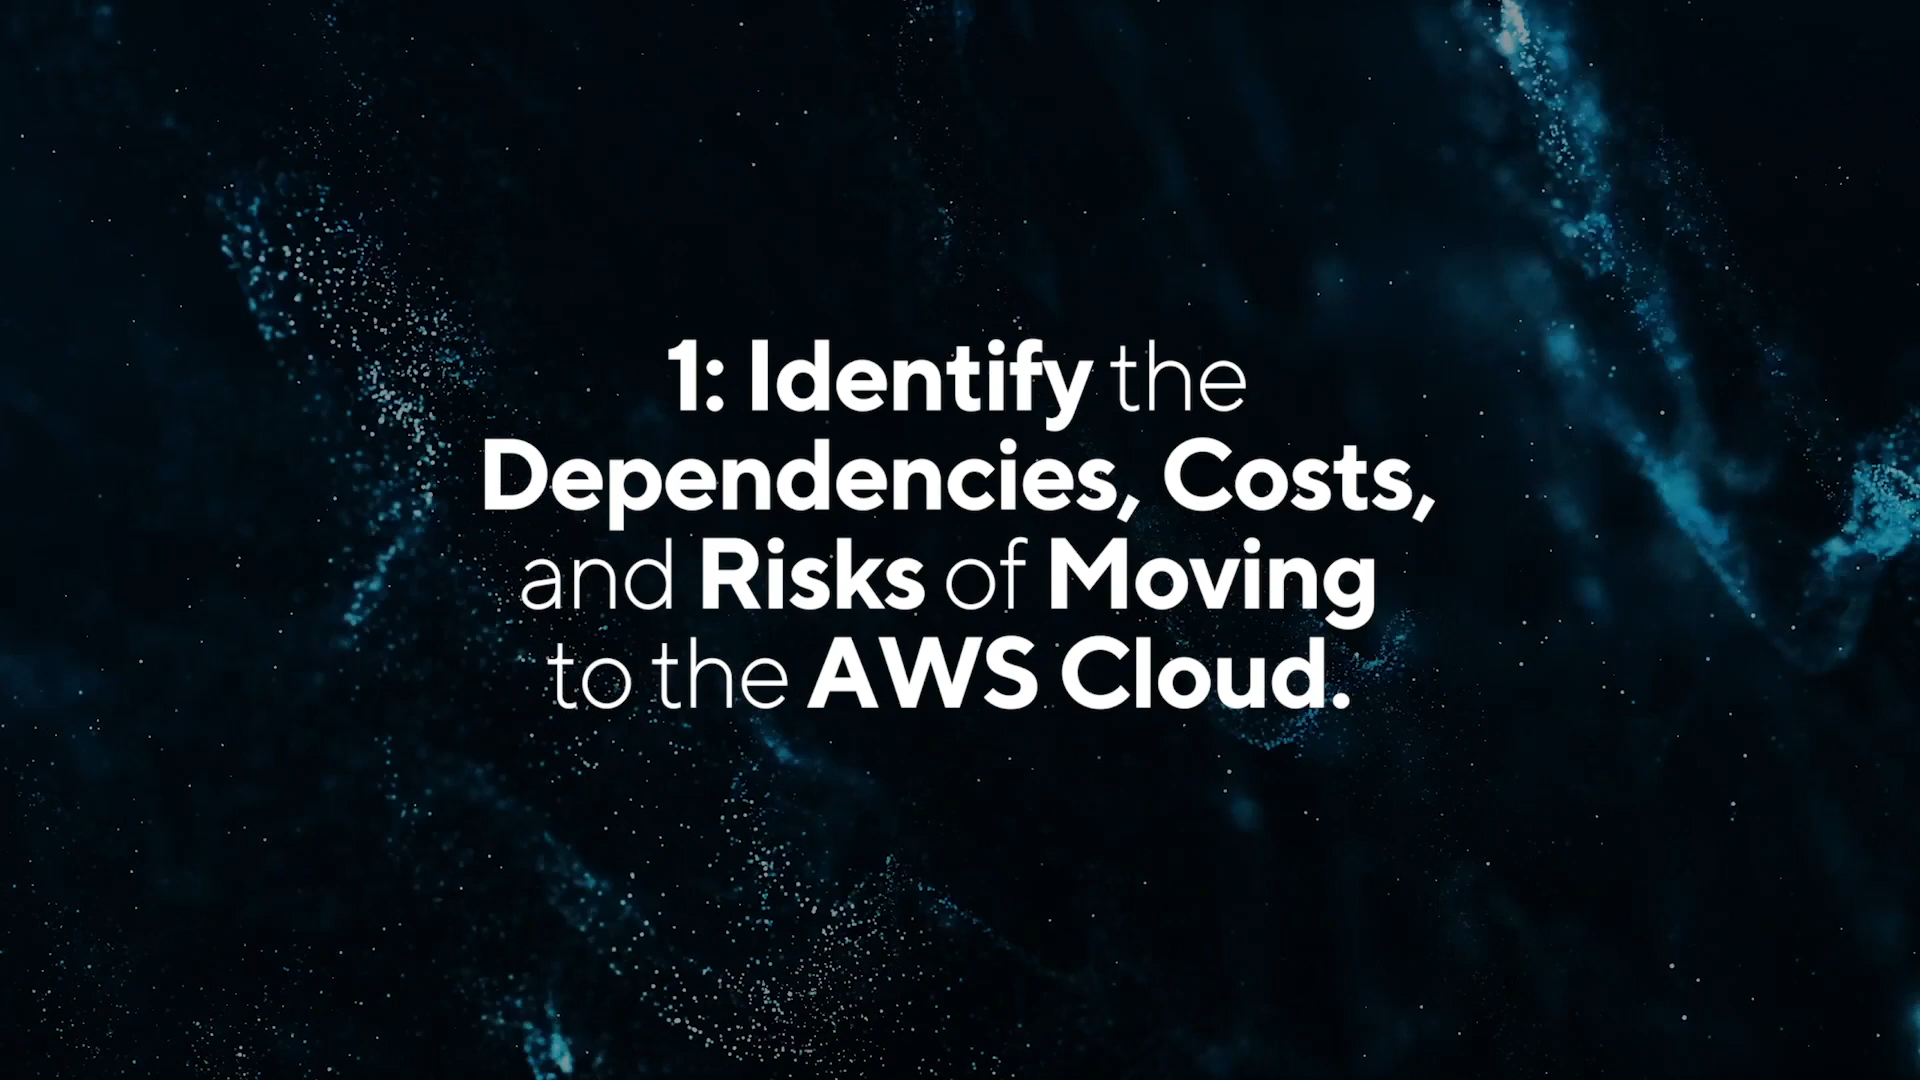 1: Identify the
Dependencies, Costs,
and Risks of Moving
to the AWS Cloud.